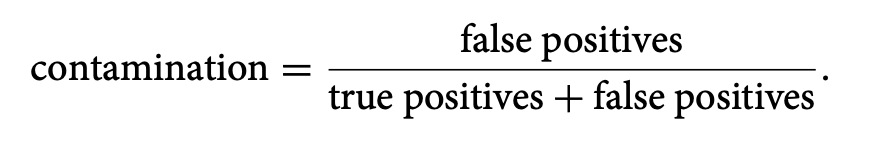 contamination = false positives / true positives + false positives.